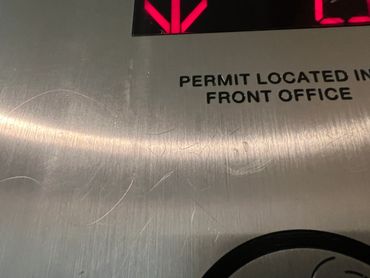 PERMIT LOCATED IN
FRONT OFFICE